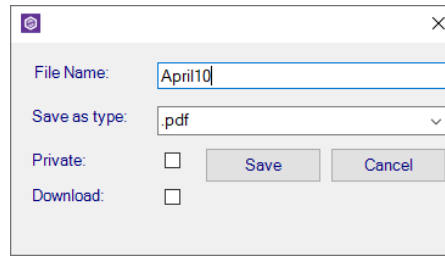 File Name: April10
Save as type: .pdf
Private: Save Cancel
Download: